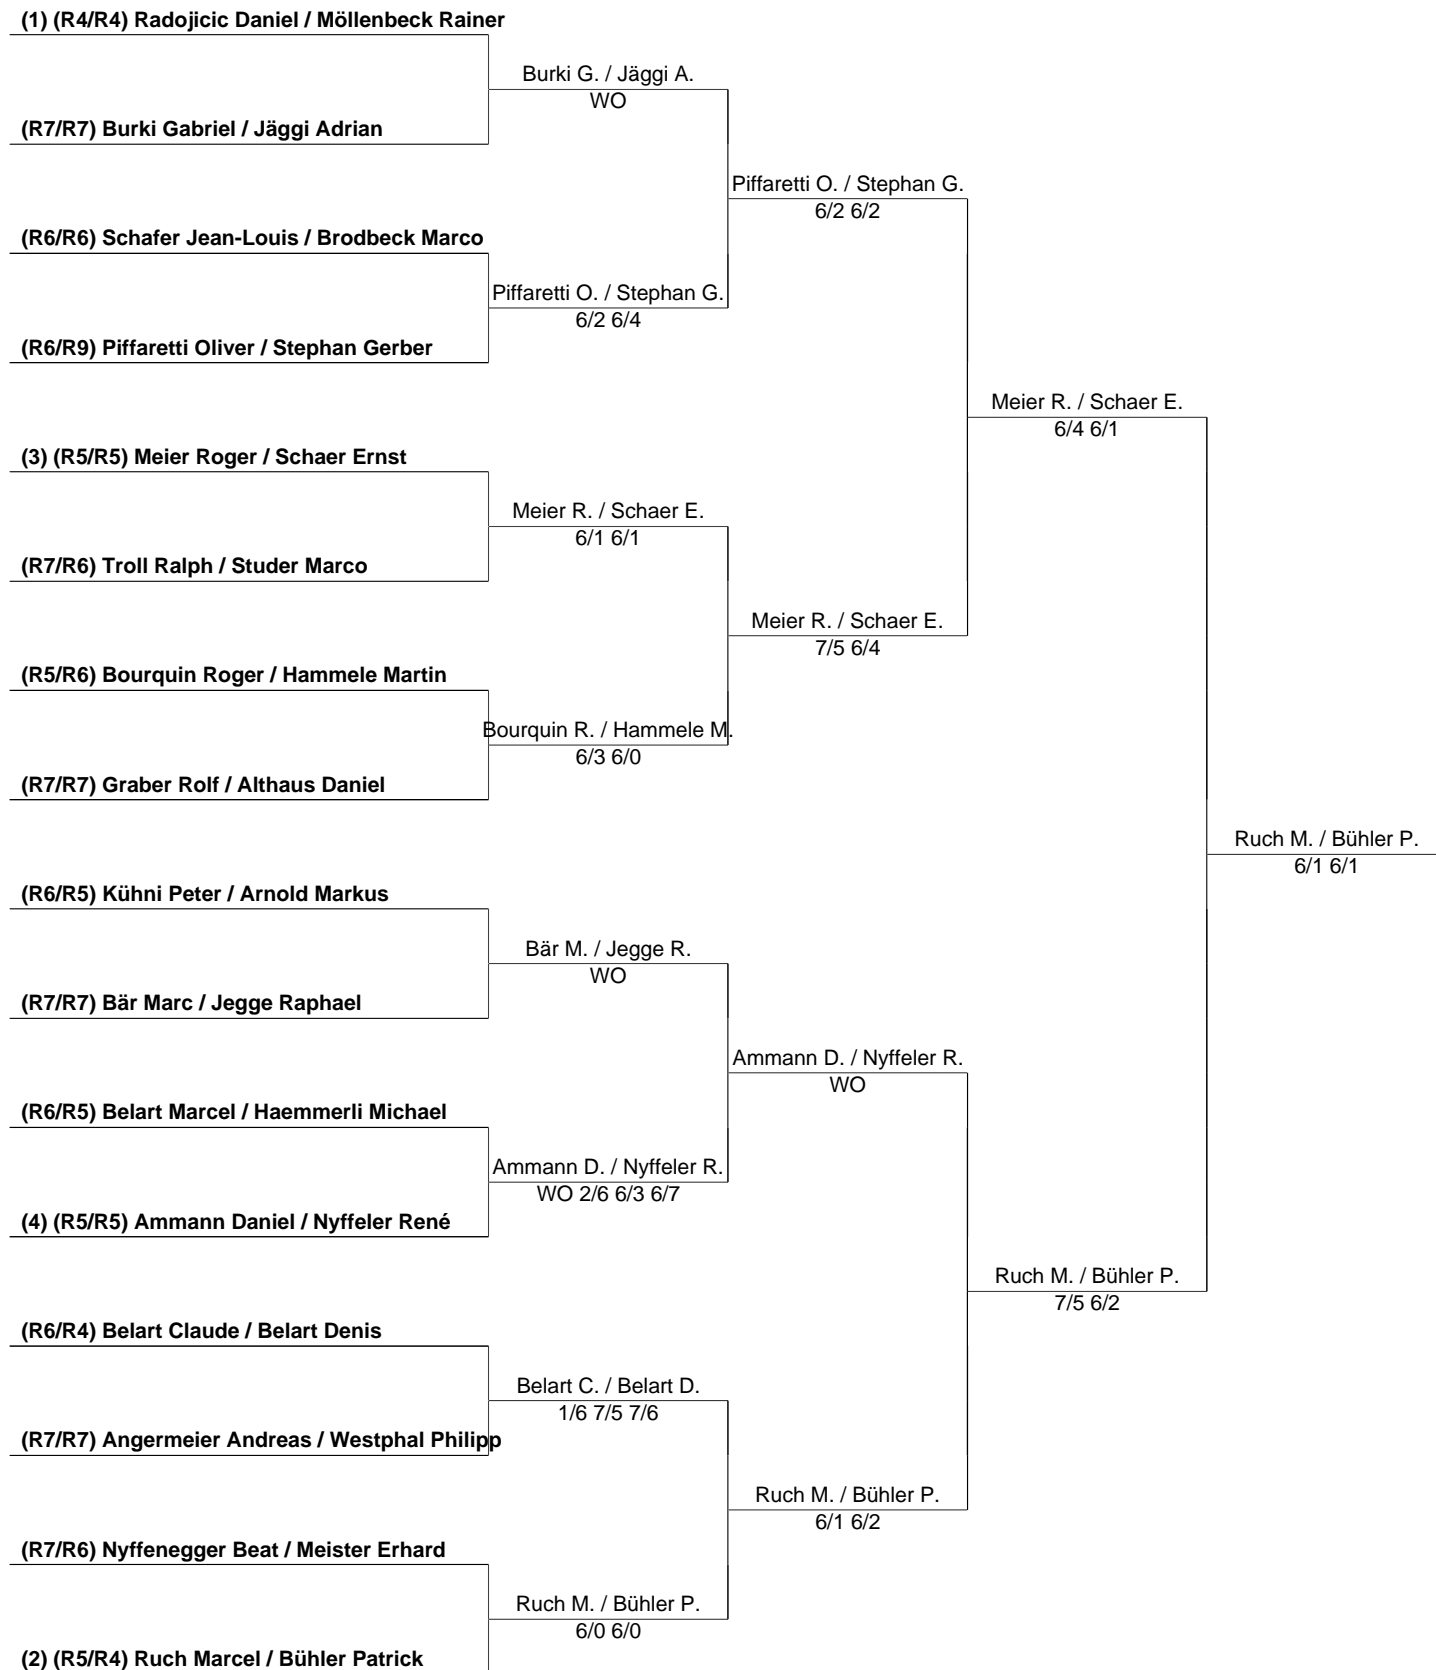 (1) (R4/R4) Radojicic Daniel / Möllenbeck Rainer
Burki G. / Jäggi A.
WO
(R7/R7) Burki Gabriel / Jäggi Adrian
Piffaretti O. / Stephan G.
6/2 6/2
(R6/R6) Schafer Jean-Louis / Brodbeck Marco
Piffaretti O. / Stephan G.
6/2 6/4
(R6/R9) Piffaretti Oliver / Stephan Gerber
Meier R. / Schaer E.
6/4 6/1
(3) (R5/R5) Meier Roger / Schaer Ernst
Meier R. / Schaer E.
6/1 6/1
(R7/R6) Troll Ralph / Studer Marco
Meier R. / Schaer E.
7/5 6/4
(R5/R6) Bourquin Roger / Hammele Martin
Bourquin R. / Hammele M.
6/3 6/0
(R7/R7) Graber Rolf / Althaus Daniel
Ruch M. / Bühler P.
6/1 6/1
(R6/R5) Kühni Peter / Arnold Markus
Bär M. / Jegge R.
WO
(R7/R7) Bär Marc / Jegge Raphael
Ammann D. / Nyffeler R.
WO
(R6/R5) Belart Marcel / Haemmerli Michael
Ammann D. / Nyffeler R.
WO 2/6 6/3 6/7
(4) (R5/R5) Ammann Daniel / Nyffeler René
Ruch M. / Bühler P.
7/5 6/2
(R6/R4) Belart Claude / Belart Denis
Belart C. / Belart D.
1/6 7/5 7/6
(R7/R7) Angermeier Andreas / Westphal Philipp
Ruch M. / Bühler P.
6/1 6/2
(R7/R6) Nyffenegger Beat / Meister Erhard
Ruch M. / Bühler P.
6/0 6/0
(2) (R5/R4) Ruch Marcel / Bühler Patrick